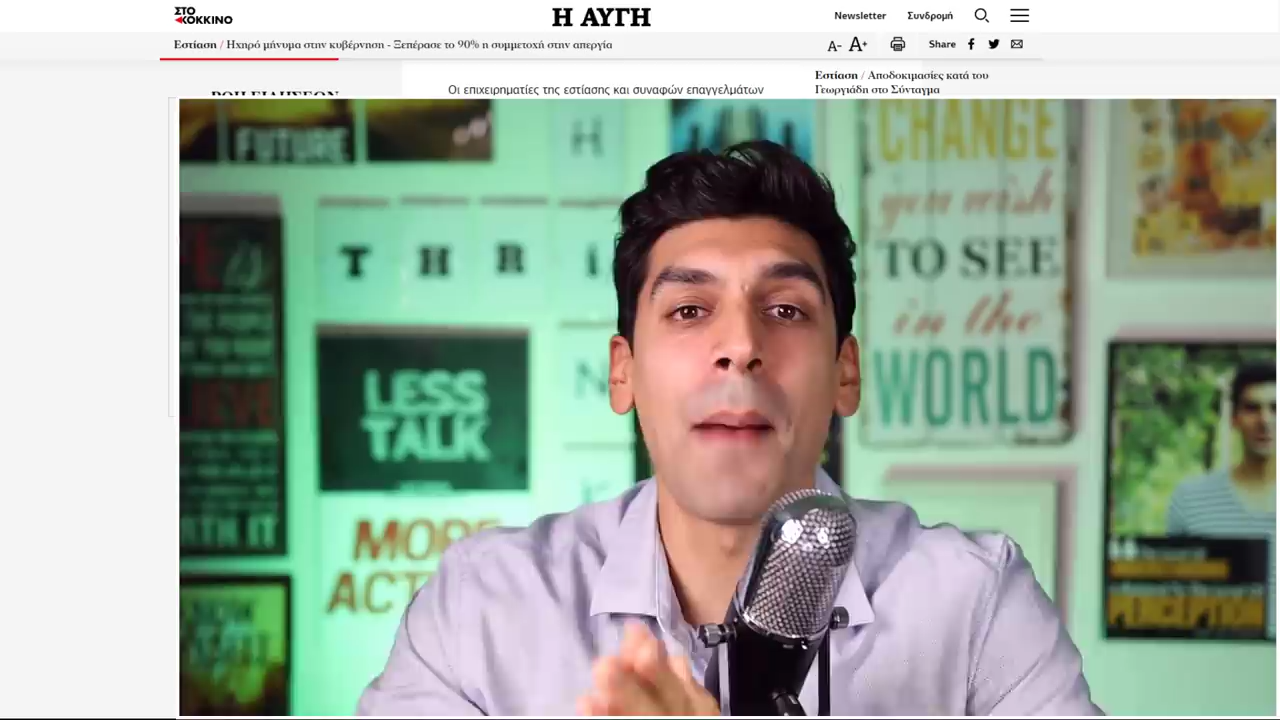 ΣΤΟ
ΚΟΚΚΙΝΟ
Η ΑΥΓΗ
Newsletter
Συνδρομή
Εστίαση / Ηχηρό μήνυμα στην κυβέρνηση - Ξεπέρασε το 90% η συμμετοχή στην απεργία
A-
A+
Share
Εστίαση / Αποδοκιμασίες κατά του
Γεωργιάδη στο Σύνταγμα
Οι επιχειρηματίες της εστίασης και συναφών επαγγελμάτων
ΡΟΗ ΕΙΔΗΣΕΩΝ
FUTURE
H
T H R i
N
LESS
TALK
MORE
ACT
CHANGE
you wish
TO SEE
in the
WORLD
PERCEPTION